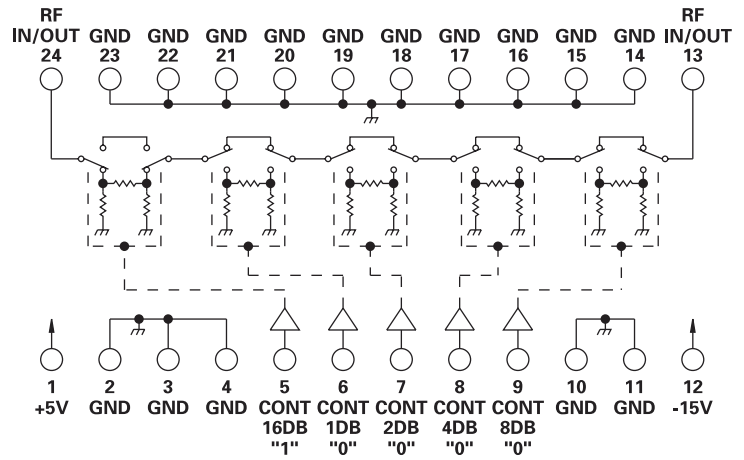 RF RF
IN/OUT GND GND GND GND GND GND GND GND GND GND IN/OUT
24 23 22 21 20 19 18 17 16 15 14 13
1 2 3 4 5 6 7 8 9 10 11 12
+5V GND GND GND CONT CONT CONT CONT CONT GND GND -15V
16DB 1DB 2DB 4DB 8DB
"1" "0" "0" "0" "0"